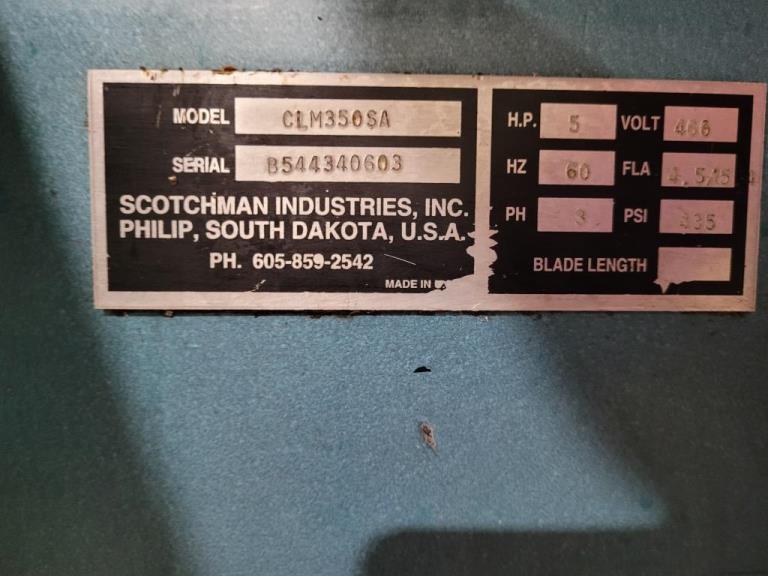 MODEL CLM350SA
SERIAL B544340603
SCOTCHMAN INDUSTRIES, INC.
PHILIP, SOUTH DAKOTA, U.S.A.
PH. 605-859-2542
MADE IN
H.P. 5 VOLT 460
HZ 60 FLA
PH 3 PSI
BLADE LENGTH